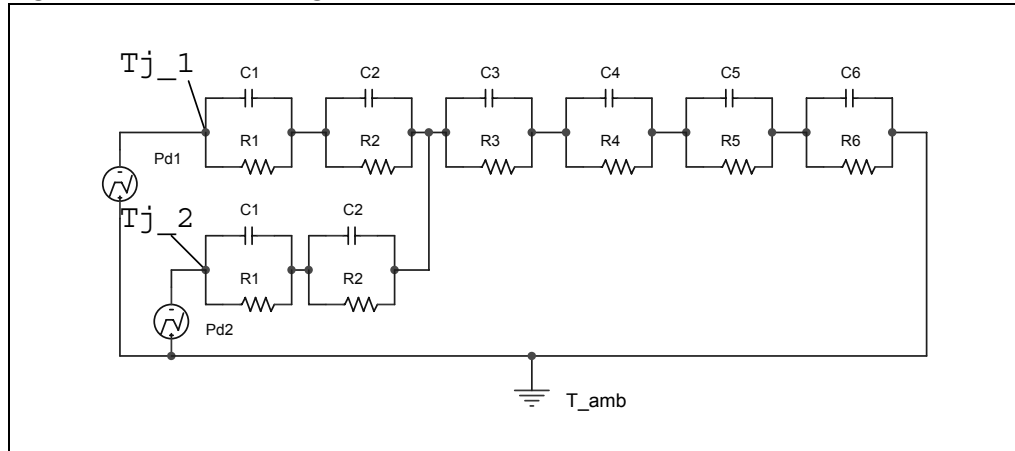 Tj_1
C1 C2 C3 C4 C5 C6
R1 R2 R3 R4 R5 R6
Pd1
Tj_2
C1 C2
R1 R2
Pd2
T_amb